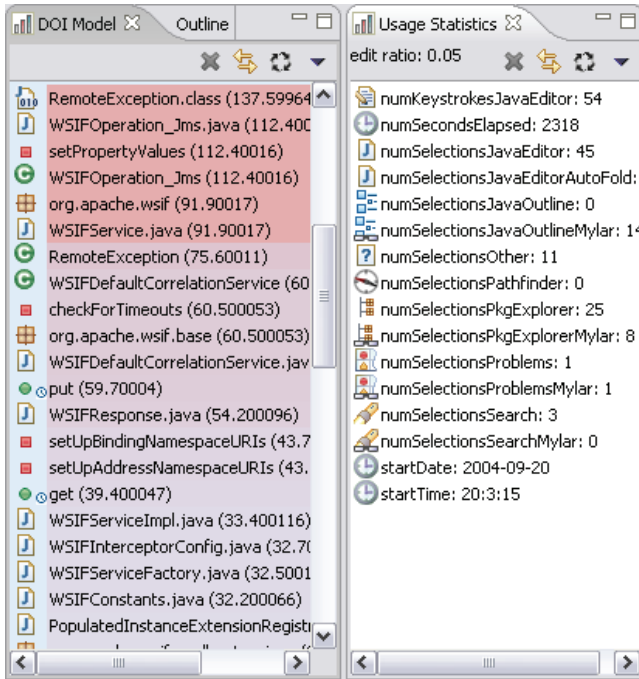 DOI Model
Outline
RemoteException.class (137.59964
WSIFOperation_Jms.java (112.400
setPropertyValues (112.40016)
WSIFOperation_Jms (112.40016)
org.apache.wsif (91.90017)
WSIFService.java (91.90017)
RemoteException (75.60011)
WSIFDefaultCorrelationService (60
checkForTimeouts (60.500053)
org.apache.wsif.base (60.500053)
WSIFDefaultCorrelationService.jav
put (59.70004)
WSIFResponse.java (54.200096)
setUpBindingNamespaceURIs (43.7
setUpAddressNamespaceURIs (43.
get (39.400047)
WSIFServiceImpl.java (33.400116)
WSIFInterceptorConfig.java (32.70
WSIFServiceFactory.java (32.5001
WSIFConstants.java (32.200066)
PopulatedInstanceExtensionRegistr
Usage Statistics
edit ratio: 0.05
numKeystrokesJavaEditor: 54
numSecondsElapsed: 2318
numSelectionsJavaEditor: 45
numSelectionsJavaEditorAutoFold:
numSelectionsJavaOutline: 0
numSelectionsJavaOutlineMylar: 14
numSelectionsOther: 11
numSelectionsPathfinder: 0
numSelectionsPkgExplorer: 25
numSelectionsPkgExplorerMylar: 8
numSelectionsProblems: 1
numSelectionsProblemsMylar: 1
numSelectionsSearch: 3
numSelectionsSearchMylar: 0
startDate: 2004-09-20
startTime: 20:3:15